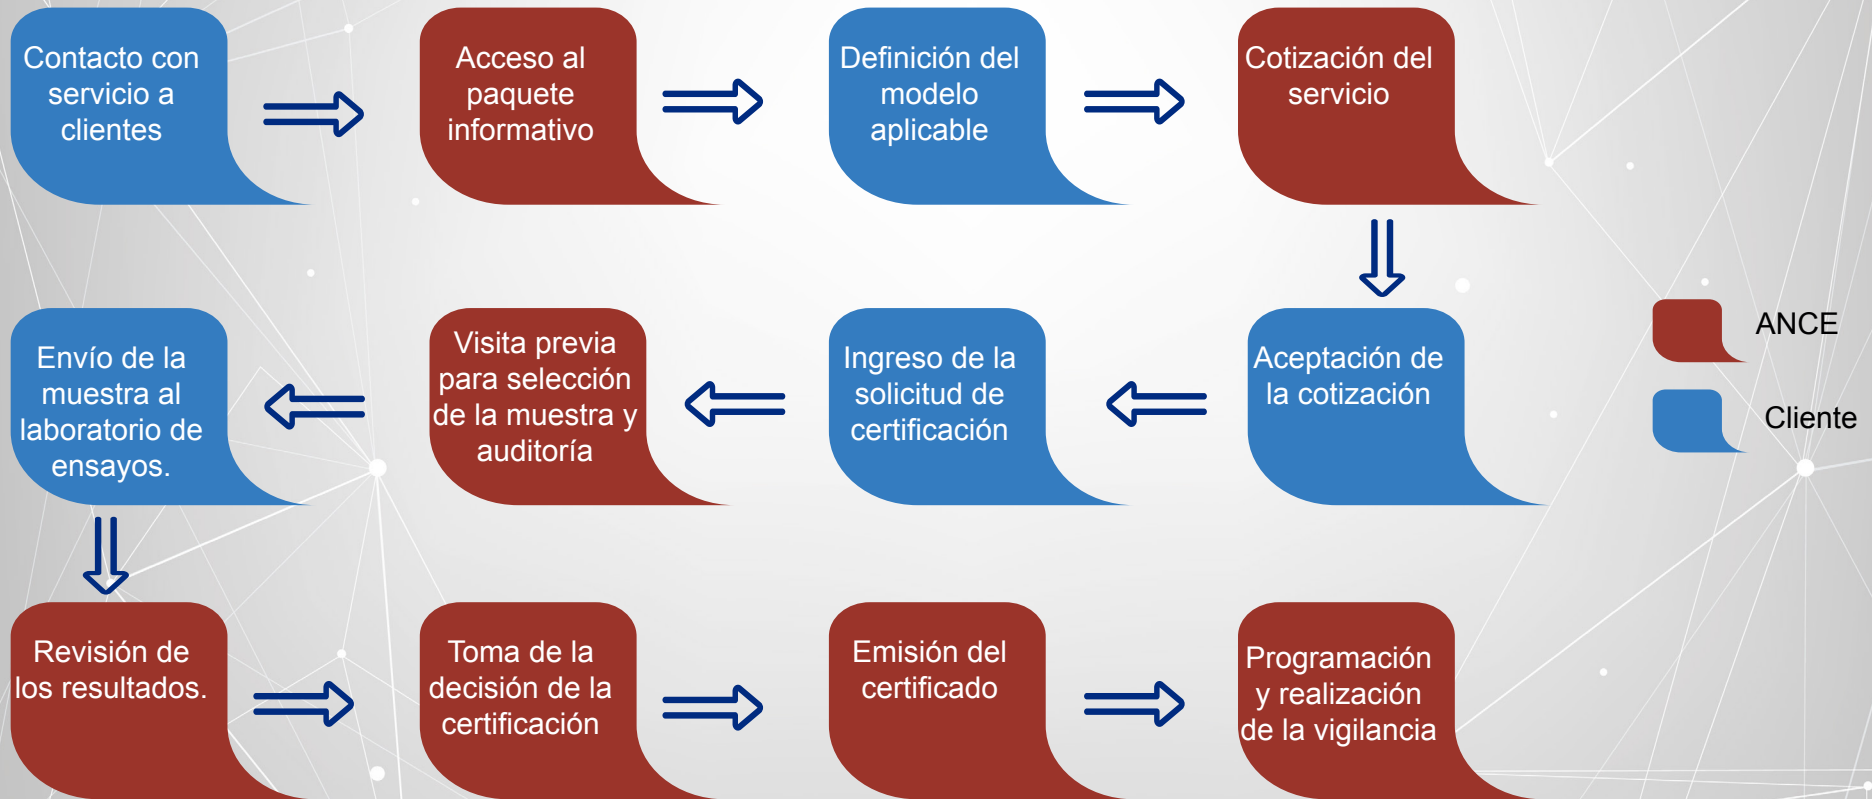 Contacto con
servicio a
clientes
Acceso al
paquete
informativo
Definición del
modelo
aplicable
Cotización del
servicio
Aceptación de
la cotización
Ingreso de la
solicitud de
certificación
Visita previa
para selección
de la muestra y
auditoría
Envío de la
muestra al
laboratorio de
ensayos.
Revisión de
los resultados.
Toma de la
decisión de la
certificación
Emisión del
certificado
Programación
y realización
de la vigilancia
ANCE
Cliente